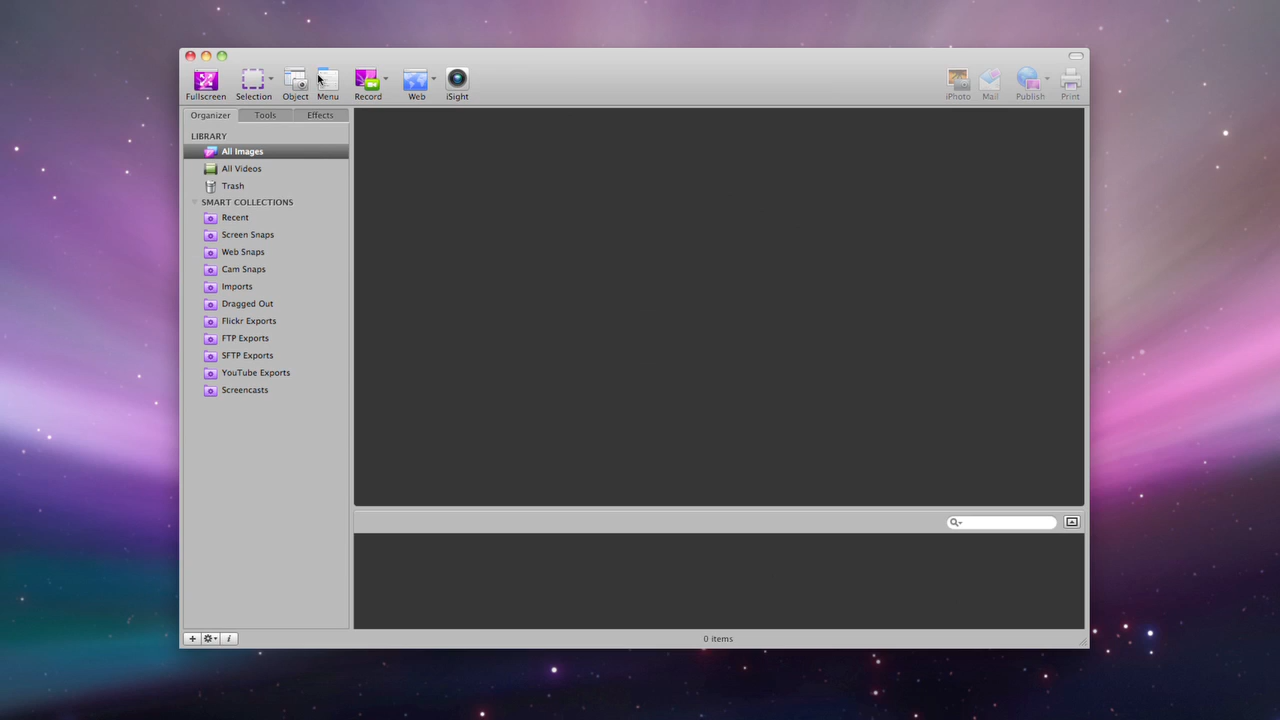 Fullscreen Selection Object Menu Record Web iSight iPhoto Mail Publish Print
Organizer Tools Effects
LIBRARY
All Images
All Videos
Trash
SMART COLLECTIONS
Recent
Screen Snaps
Web Snaps
Cam Snaps
Imports
Dragged Out
Flickr Exports
FTP Exports
SFTP Exports
YouTube Exports
Screencasts
0 items